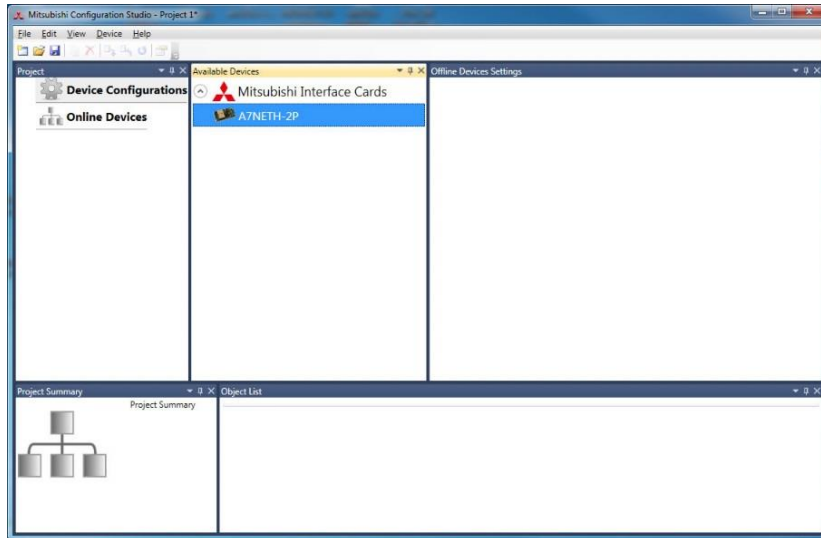 Mitsubishi Configuration Studio - Project 1*
File Edit View Device Help
Project
Available Devices
Offline Devices Settings
Device Configurations
Mitsubishi Interface Cards
Online Devices
A7NETH-2P
Project Summary
Object List
Project Summary